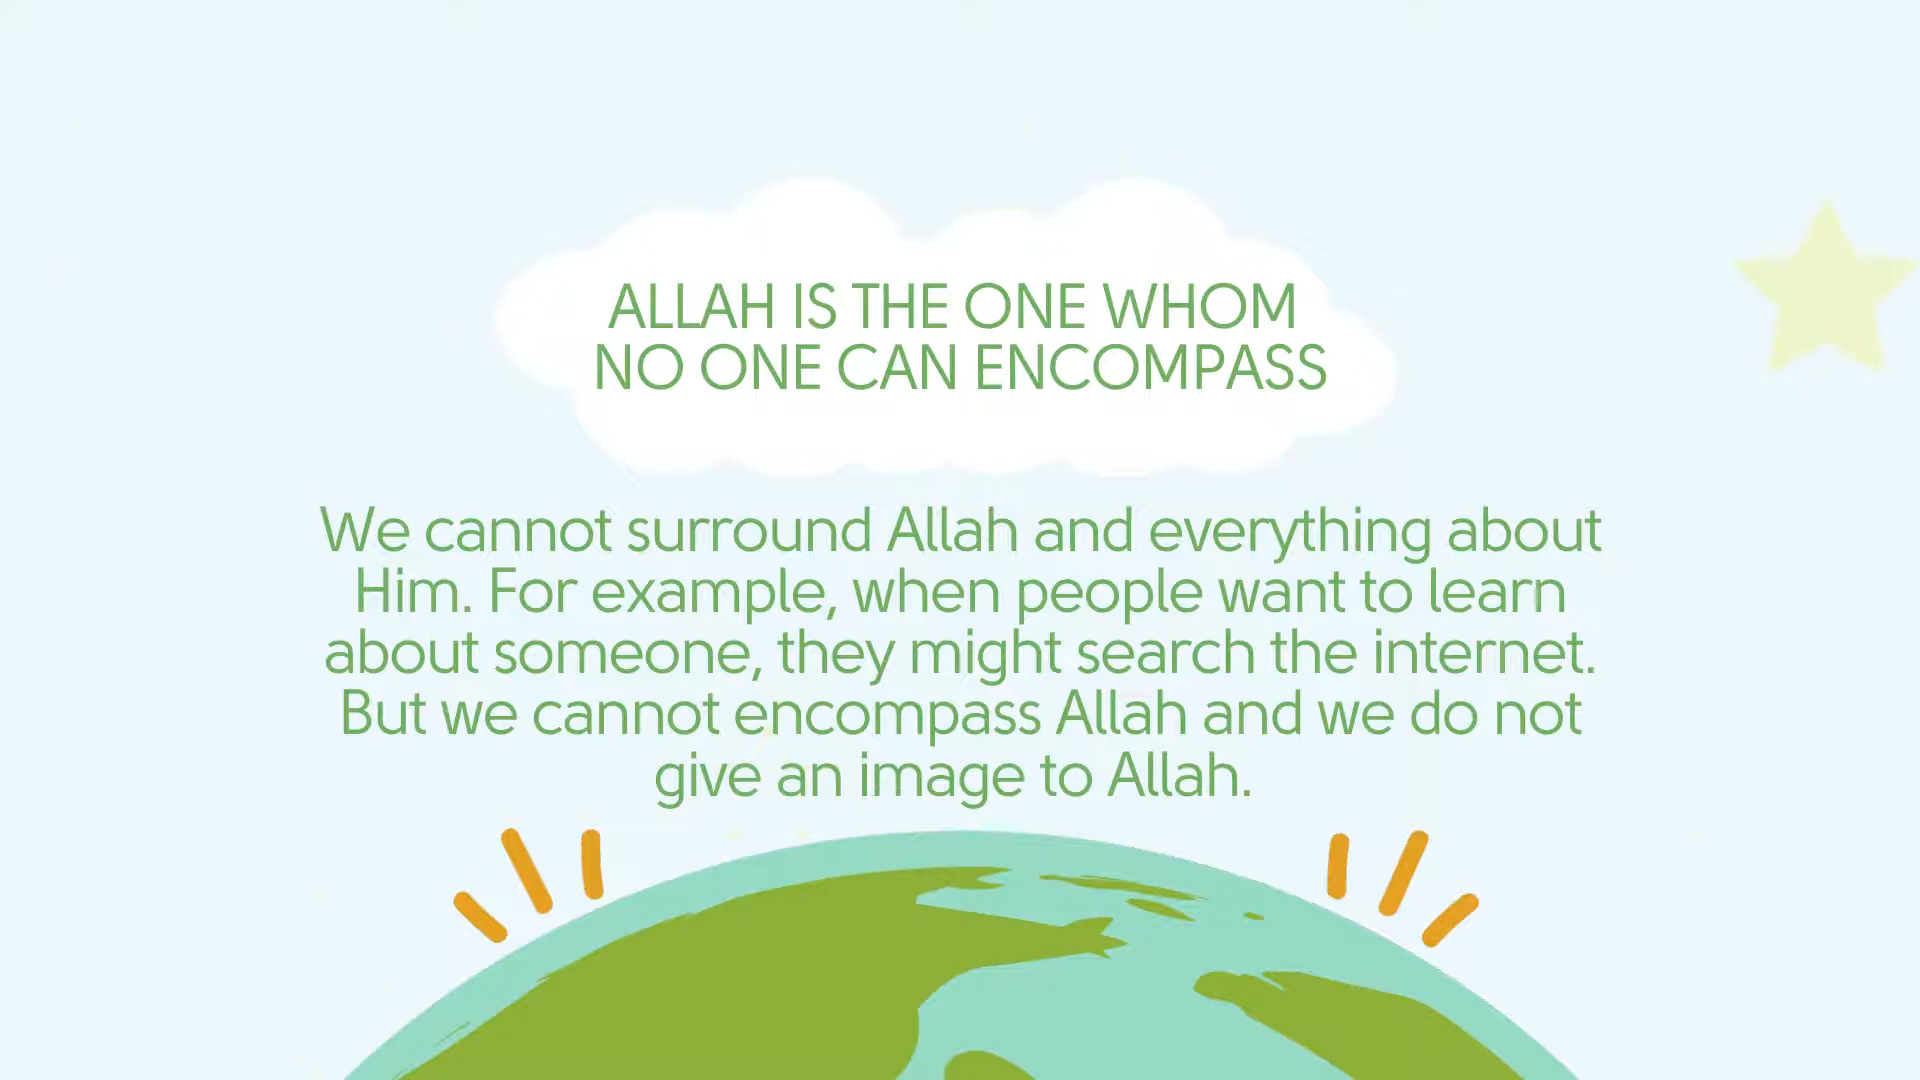 ALLAH IS THE ONE WHOM
NO ONE CAN ENCOMPASS
We cannot surround Allah and everything about
Him. For example, when people want to learn
about someone, they might search the internet.
But we cannot encompass Allah and we do not
give an image to Allah.